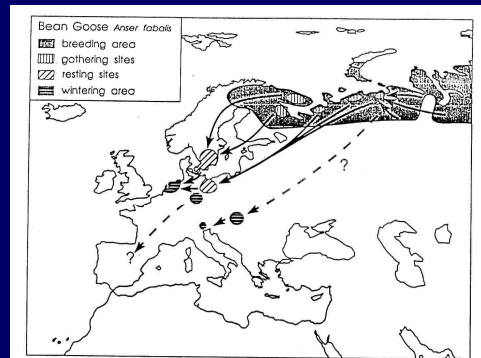 Bean Goose Anser fabalis
breeding area
gathering sites
resting sites
wintering area
?
?